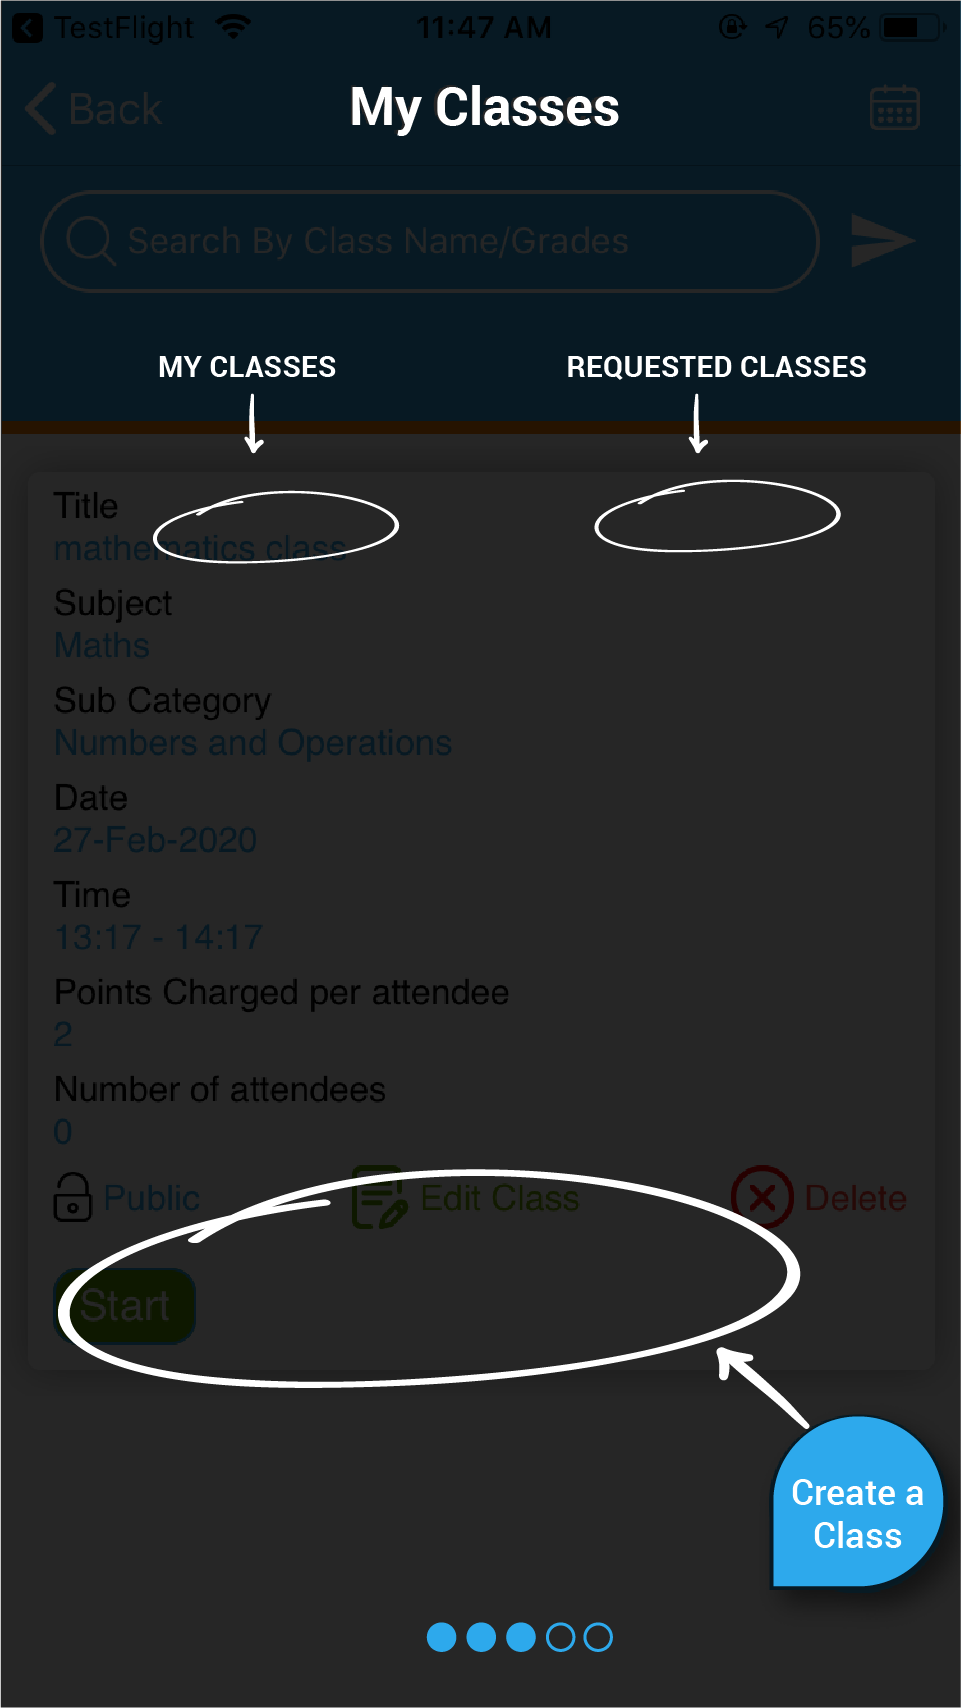 TestFlight 11:47 AM 65%
Back My Classes
Search By Class Name/Grades
MY CLASSES REQUESTED CLASSES
Title
mathematics class
Subject
Maths
Sub Category
Numbers and Operations
Date
27-Feb-2020
Time
13:17 - 14:17
Points Charged per attendee
2
Number of attendees
0
Public Edit Class Delete
Start
Create a
Class